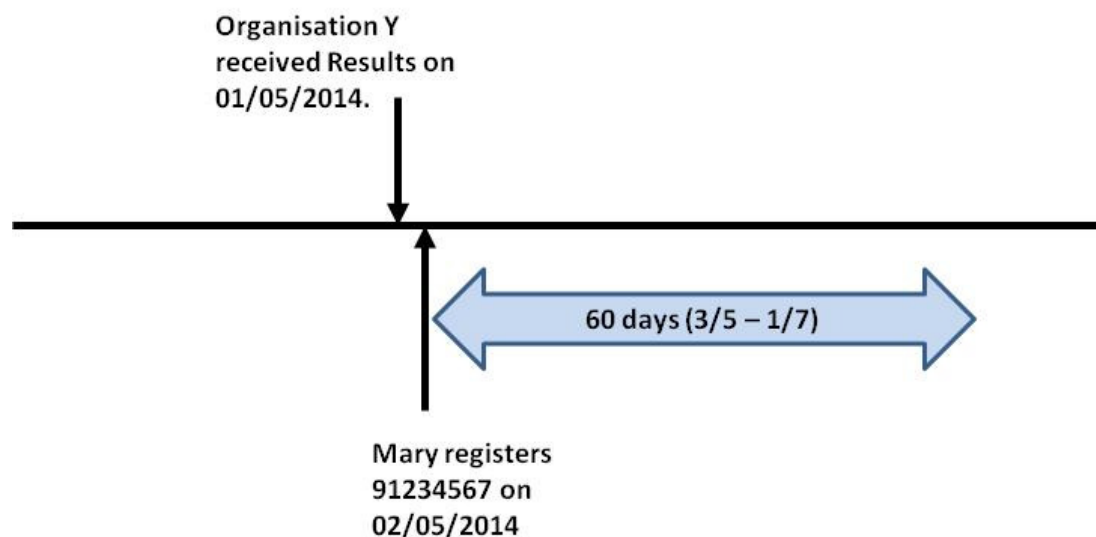 Organisation Y
received Results on
01/05/2014.
60 days (3/5 – 1/7)
Mary registers
91234567 on
02/05/2014